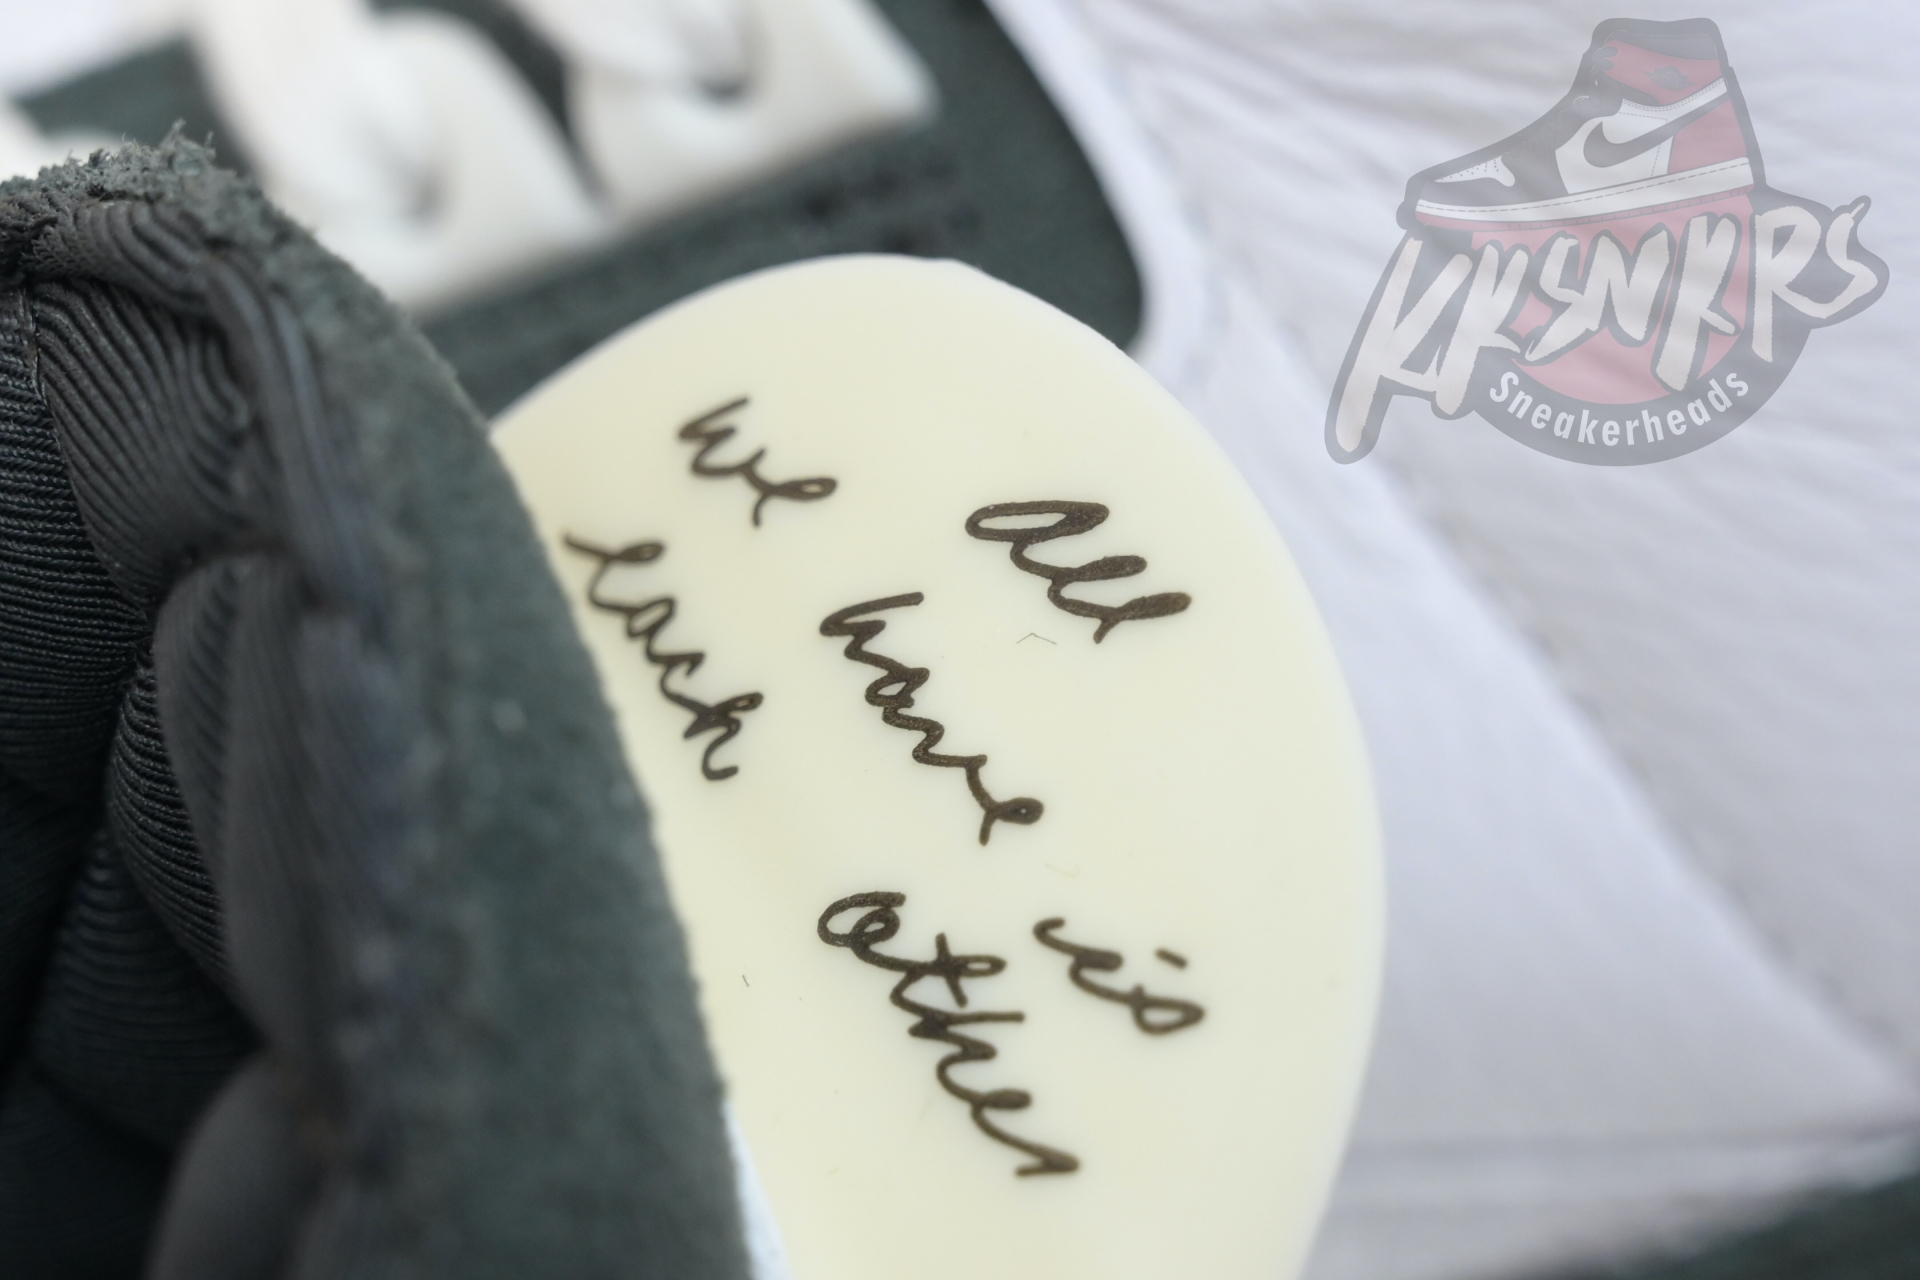 All we
have each
is other
KKSNKRS
Sneakerheads